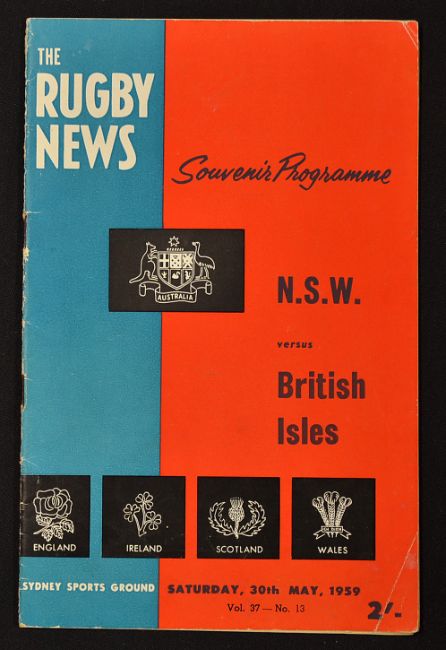 THE
RUGBY
NEWS
Souvenir Programme
AUSTRALIA
N.S.W.
versus
British
Isles
ENGLAND
IRELAND
SCOTLAND
WALES
SYDNEY SPORTS GROUND
SATURDAY, 30th MAY, 1959
Vol. 37 — No. 13
2/-